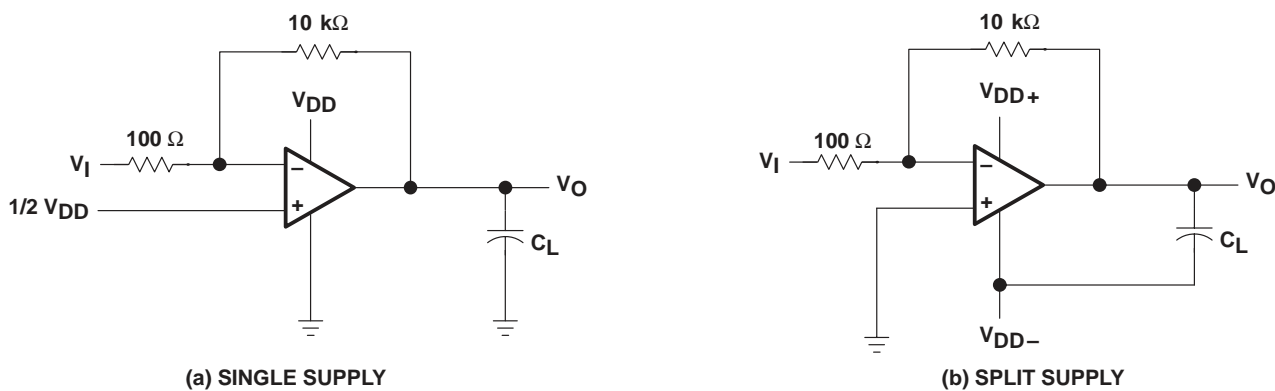 10 kΩ
VDD
100 Ω
VI
−
+
1/2 VDD
VO
CL
(a) SINGLE SUPPLY
10 kΩ
VDD+
100 Ω
VI
−
+
VO
CL
VDD−
(b) SPLIT SUPPLY